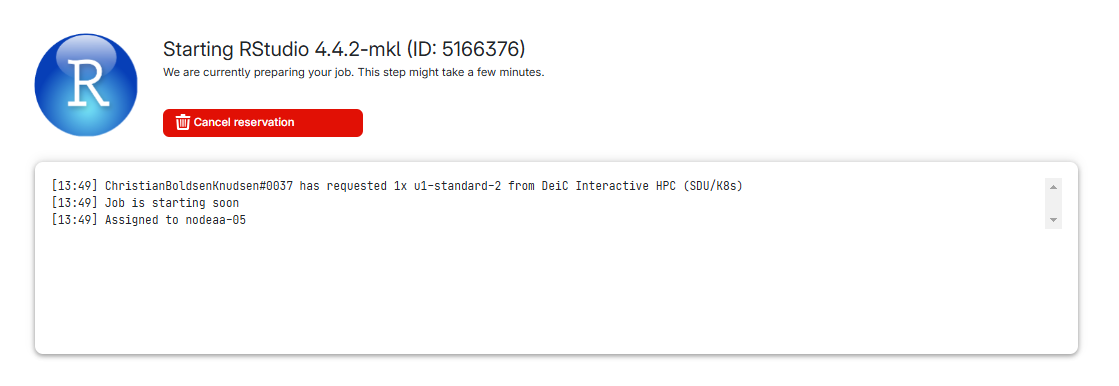 R
Starting RStudio 4.4.2-mkl (ID: 5166376)
We are currently preparing your job. This step might take a few minutes.
Cancel reservation
[13:49] ChristianBoldsenKnudsen#0037 has requested 1x u1-standard-2 from DeiC Interactive HPC (SDU/K8s)
[13:49] Job is starting soon
[13:49] Assigned to nodeaa-05